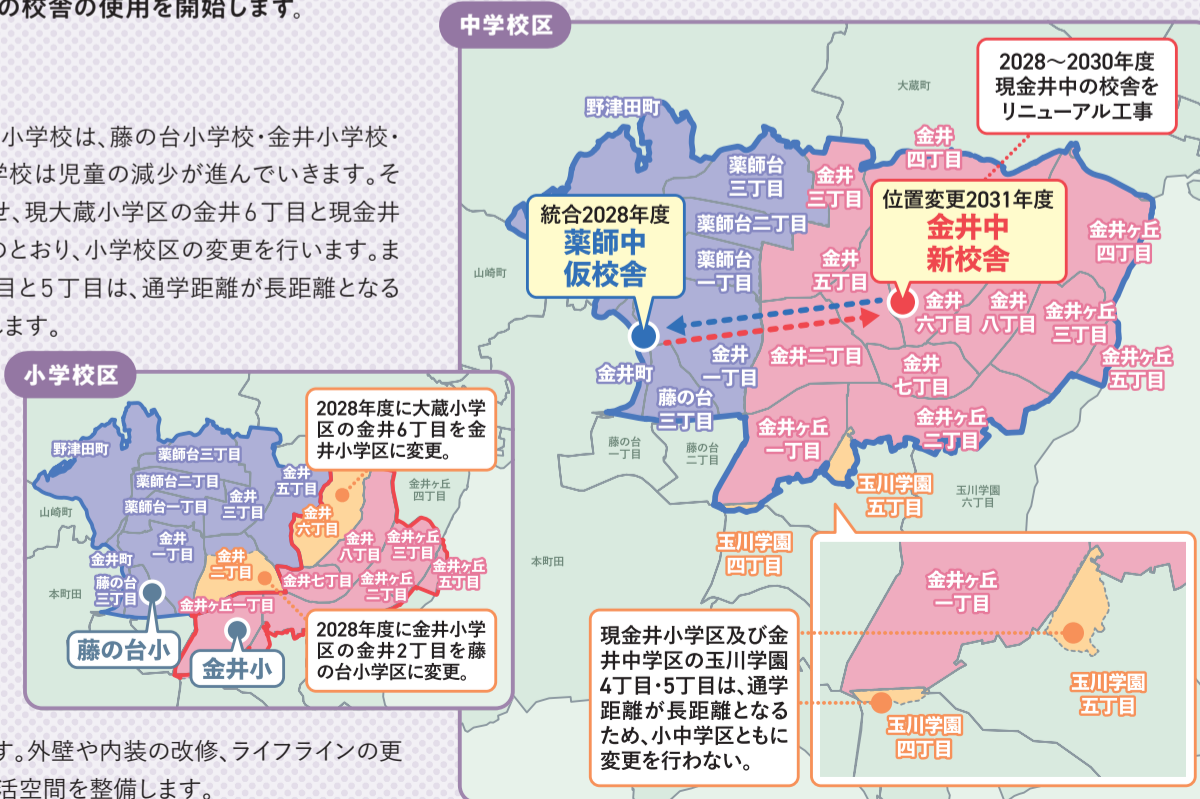 の校舎の使用を開始します。
小学校は、藤の台小学校・金井小学校・
学校は児童の減少が進んでいきます。そ
せ、現大蔵小学区の金井6丁目と現金井
のとおり、小学校区の変更を行います。ま
目と5丁目は、通学距離が長距離となる
します。
中学校区
2028〜2030年度
現金井中の校舎を
リニューアル工事
大蔵町
野津田町
金井
四丁目
薬師台
三丁目
金井
三丁目
統合2028年度
薬師中
仮校舎
位置変更2031年度
金井中
新校舎
薬師台二丁目
金井ヶ丘
四丁目
山崎町
薬師台
一丁目
金井
五丁目
金井
六丁目
金井
八丁目
金井ヶ丘
三丁目
金井町
金井
一丁目
金井二丁目
金井
七丁目
金井ヶ丘
五丁目
藤の台
三丁目
金井ヶ丘
一丁目
金井ヶ丘
二丁目
藤の台
一丁目
藤の台
二丁目
玉川学園
五丁目
玉川学園
六丁目
玉川学園
四丁目
本町田
小学校区
2028年度に大蔵小学
区の金井6丁目を金
井小学区に変更。
野津田町
薬師台三丁目
薬師台二丁目
金井
五丁目
金井ヶ丘
四丁目
山崎町
薬師台一丁目
金井
三丁目
金井
六丁目
金井
一丁目
金井
八丁目
金井ヶ丘
三丁目
金井町
金井
二丁目
金井ヶ丘
五丁目
藤の台
三丁目
金井七丁目
金井ヶ丘
二丁目
本町田
金井ヶ丘一丁目
藤の台小
金井小
2028年度に金井小学
区の金井2丁目を藤
の台小学区に変更。
現金井小学区及び金
井中学区の玉川学園
4丁目・5丁目は、通学
距離が長距離となる
ため、小中学区ともに
変更を行わない。
金井ヶ丘
一丁目
玉川学園
五丁目
玉川学園
四丁目
す。外壁や内装の改修、ライフラインの更
活空間を整備します。